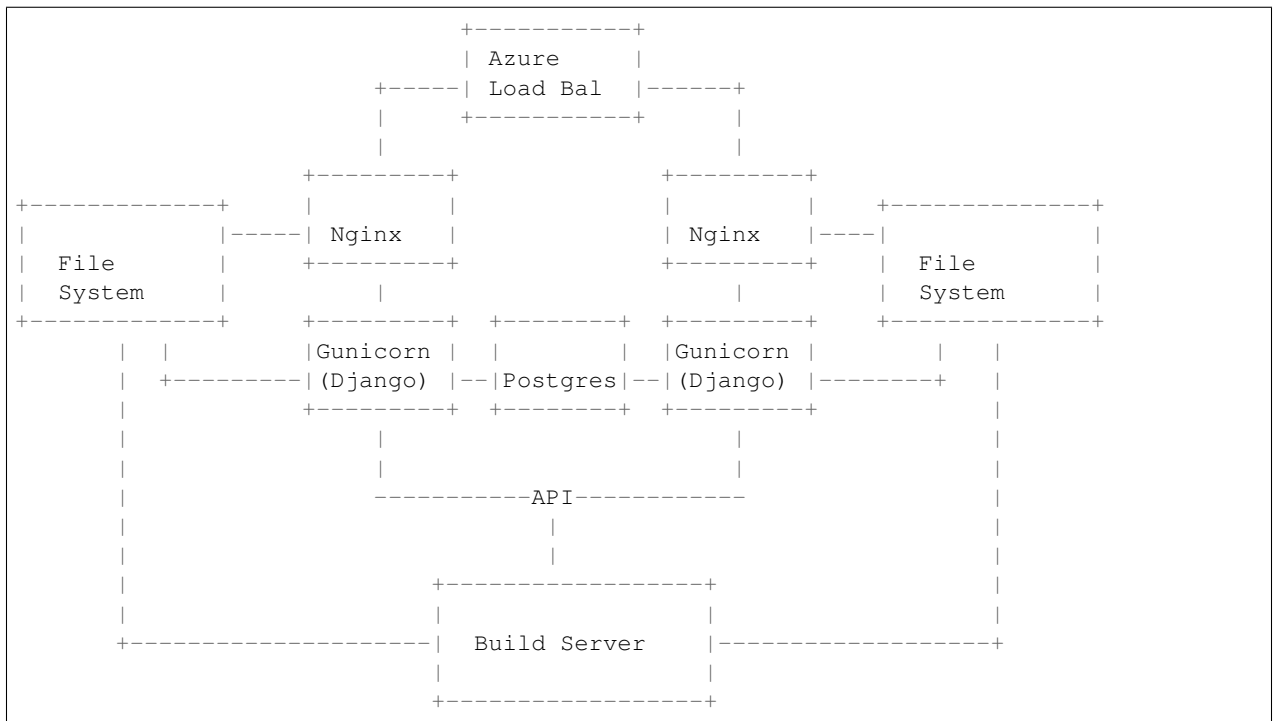 Azure
Load Bal
Nginx
Nginx
File
System
File
System
Gunicorn
(Django)
Postgres
Gunicorn
(Django)
API
Build Server